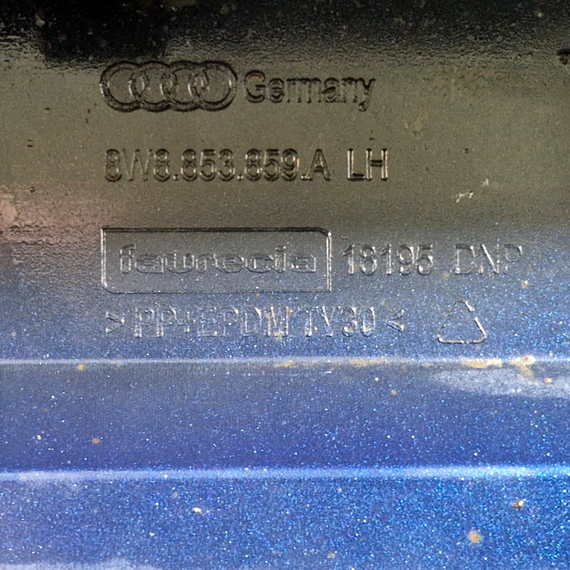 Germany
8W8.853.859.A LH
faurecia 18195 DNP
>PP+EPDM TV30<